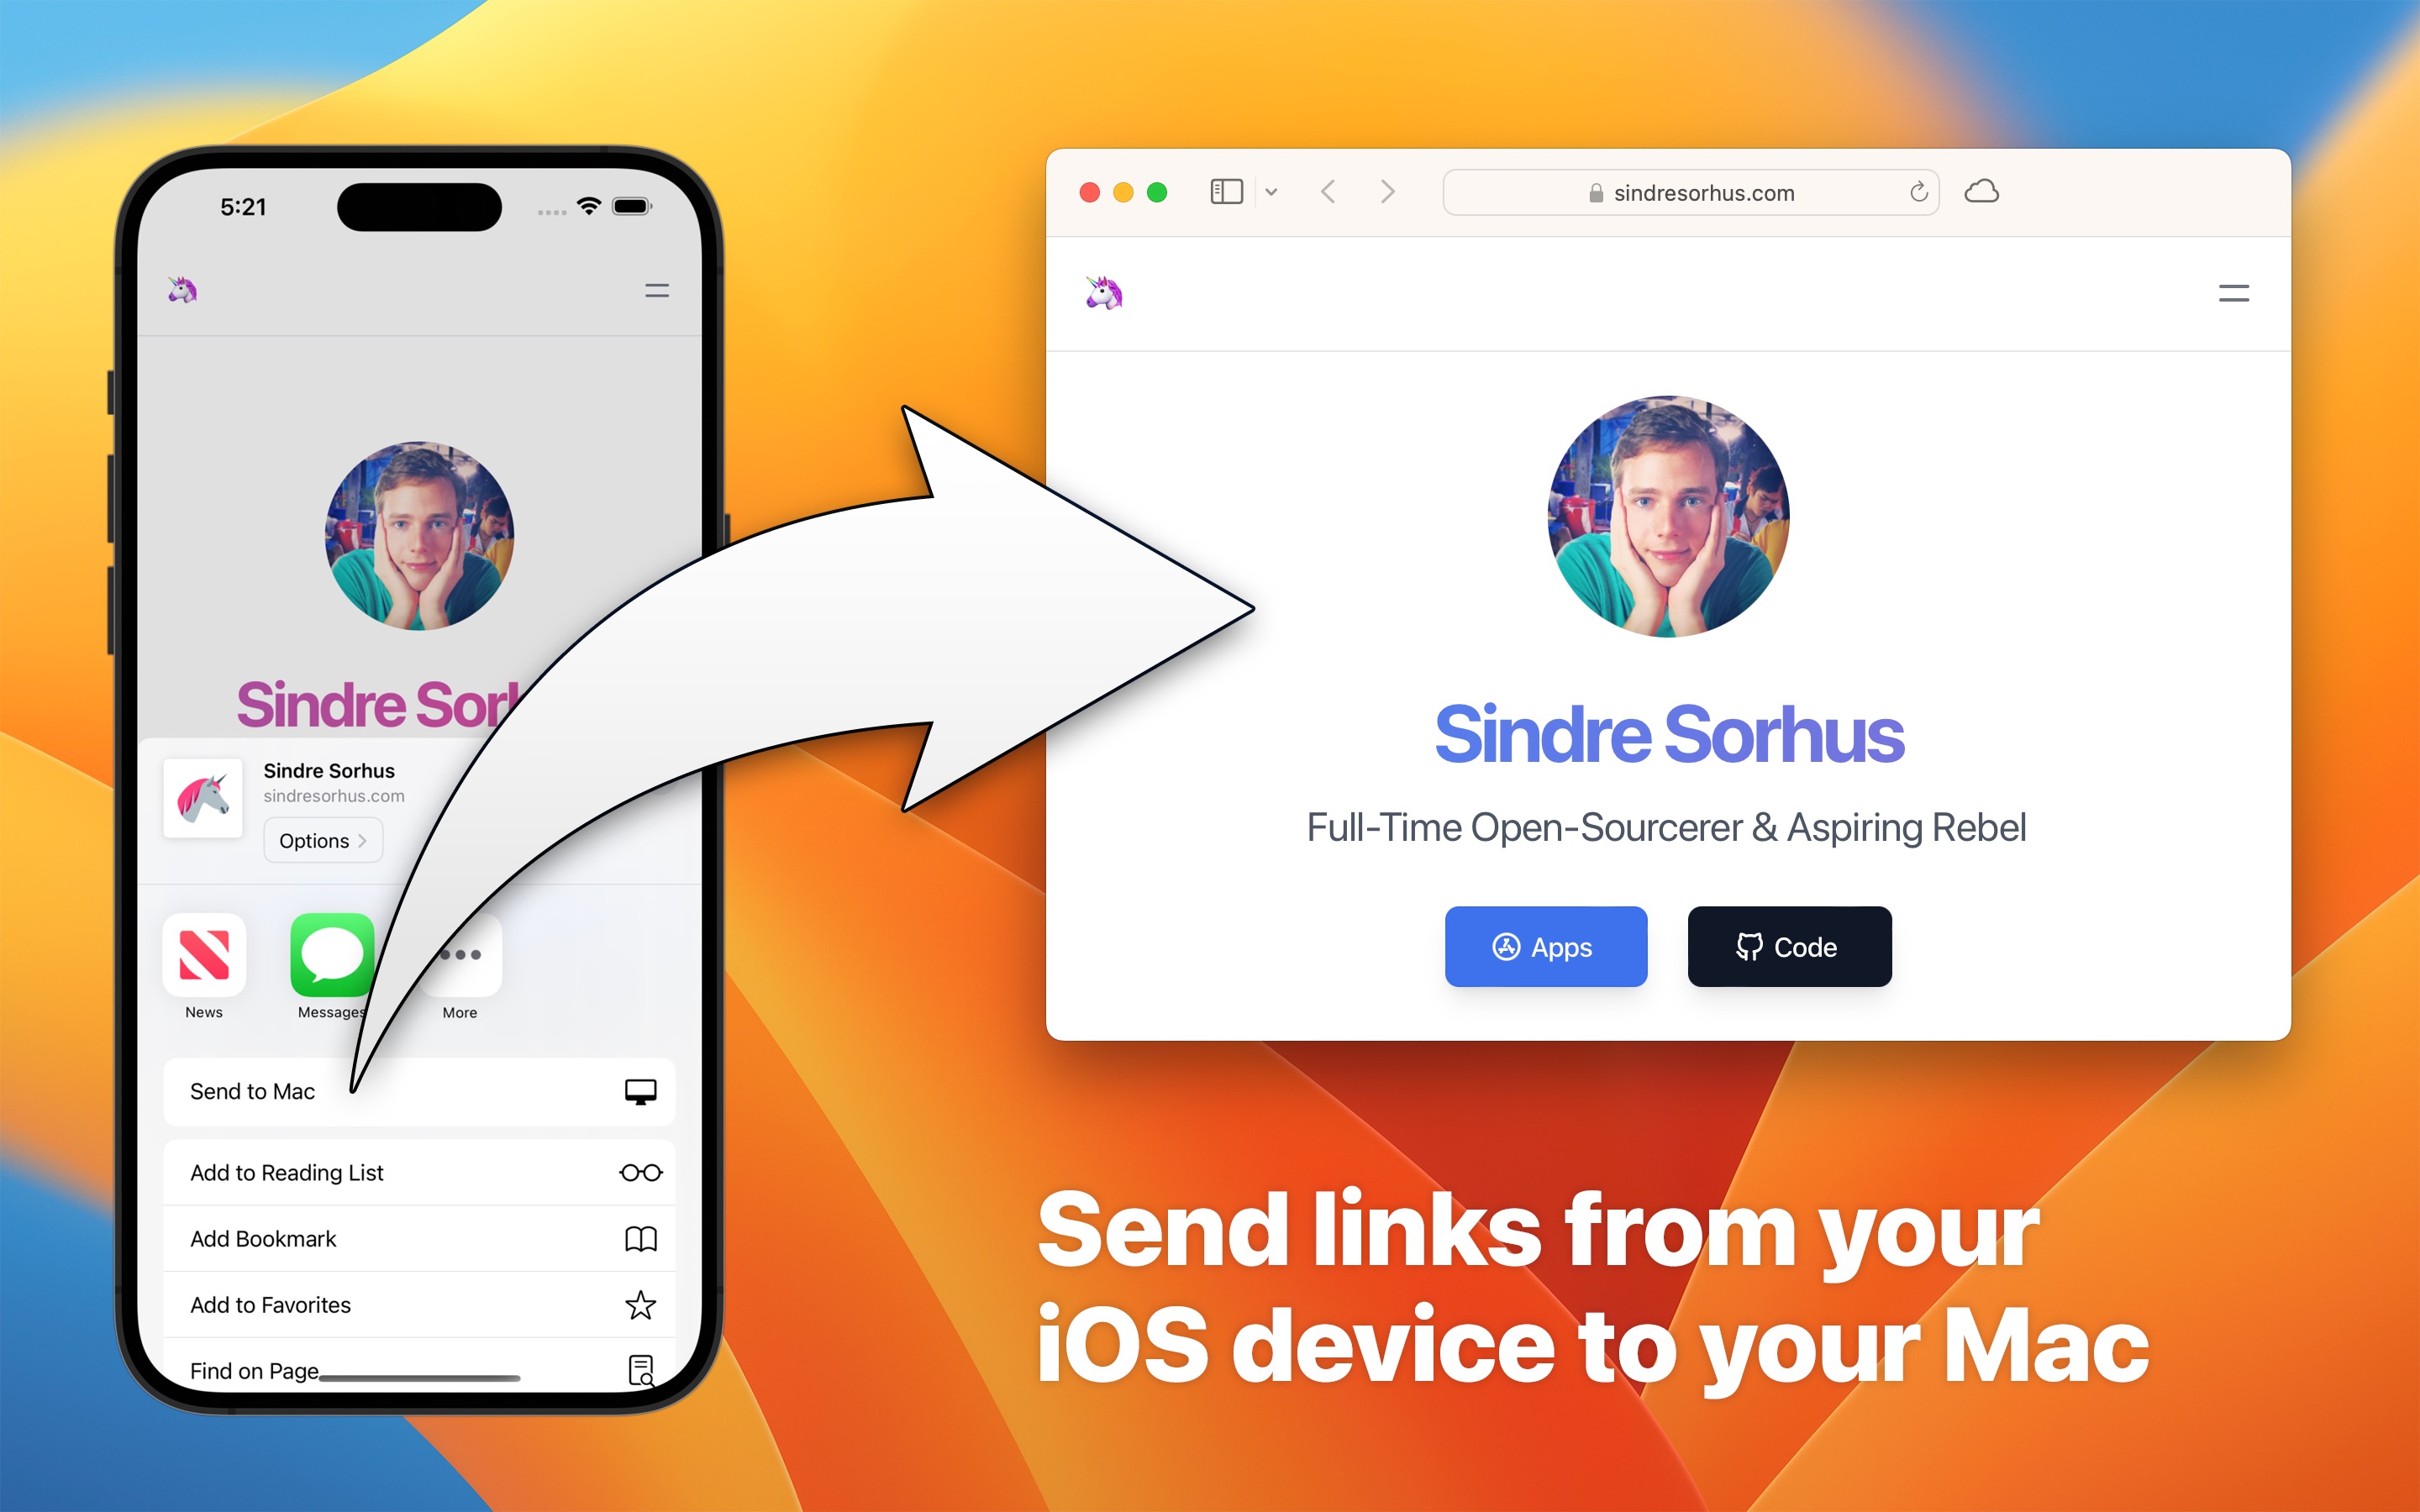 5:21
Sindre Sor
Sindre Sorhus
sindresorhus.com
Options
News
Messages
More
Send to Mac
Add to Reading List
Add Bookmark
Add to Favorites
Find on Page
sindresorhus.com
Sindre Sorhus
Full-Time Open-Sourcerer & Aspiring Rebel
Apps
Code
Send links from your
iOS device to your Mac